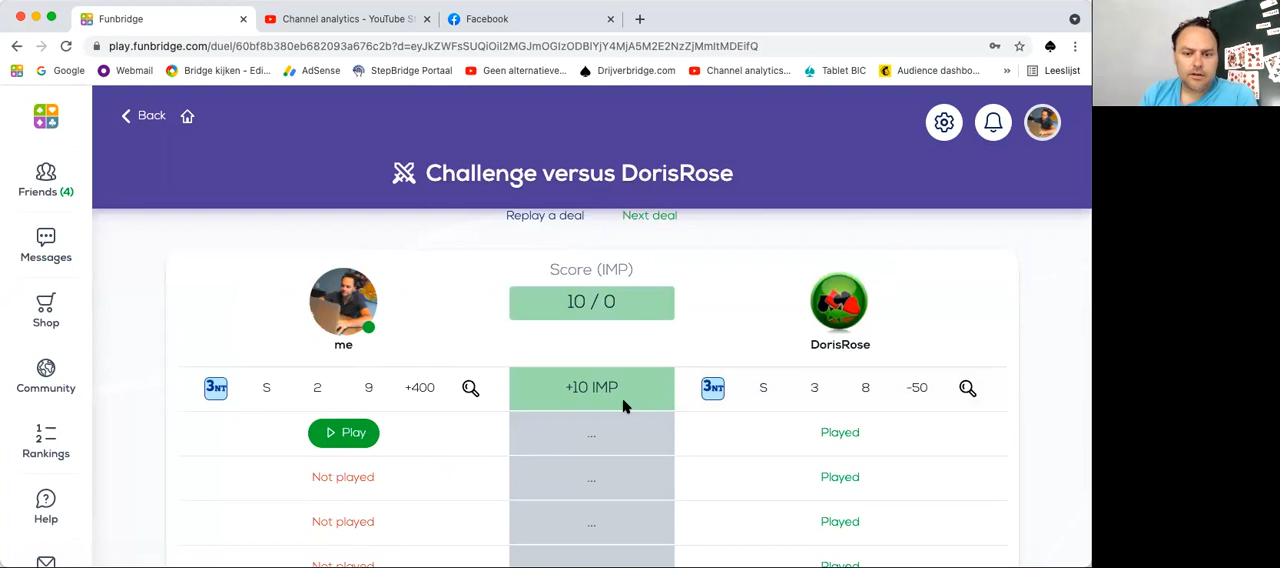 Funbridge
Channel analytics - YouTube S
Facebook
play.funbridge.com/duel/60bf8b380eb682093a676c2b?d=eyJkZWFsSUQiOiI2MGJmOGIzODBlYjY4MjA5M2E2NzZjMmItMDEifQ
Google
Webmail
Bridge kijken - Edi...
AdSense
StepBridge Portaal
Geen alternatieve...
Drijverbridge.com
Channel analytics...
Tablet BIC
Audience dashbo...
»
Leeslijst
Back
Challenge versus DorisRose
Friends (4)
Messages
Shop
Community
Rankings
Help
Replay a deal
Next deal
Score (IMP)
10 / 0
me
DorisRose
3NT S 2 9 +400 +10 IMP 3NT S 3 8 -50
Play ... Played
Not played ... Played
Not played ... Played
Not played ... Played